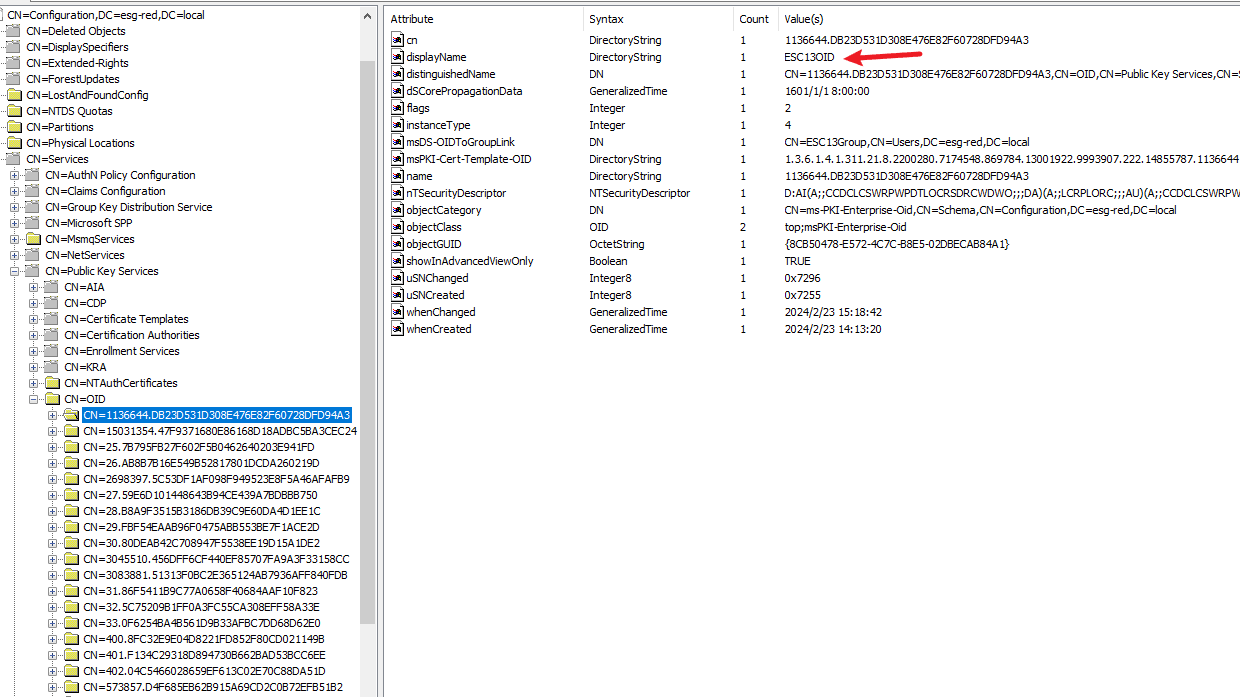 CN=Configuration,DC=esg-red,DC=local
CN=Deleted Objects
CN=DisplaySpecifiers
CN=Extended-Rights
CN=ForestUpdates
CN=LostAndFoundConfig
CN=NTDS Quotas
CN=Partitions
CN=Physical Locations
CN=Services
CN=AuthN Policy Configuration
CN=Claims Configuration
CN=Group Key Distribution Service
CN=Microsoft SPP
CN=MsmqServices
CN=NetServices
CN=Public Key Services
CN=AIA
CN=CDP
CN=Certificate Templates
CN=Certification Authorities
CN=Enrollment Services
CN=KRA
CN=NTAuthCertificates
CN=OID
CN=1136644.DB23D531D308E476E82F60728DFD94A3
CN=15031354.47F9371680E86168D18ADBC5BA3CEC24
CN=25.7B795FB27F602F5B0462640203E941FD
CN=26.AB8B7B16E549B52817801DCDA260219D
CN=2698397.5C53DF1AF098F949523E8F5A46AFAFB9
CN=27.59E6D101448643B94CE439A7BDBBB750
CN=28.B8A9F3515B3186DB39C9E60DA4D1EE1C
CN=29.FBF54EAAB96F0475ABB553BE7F1ACE2D
CN=30.80DEAB42C708947F5538EE19D15A1DE2
CN=3045510.456DFF6CF440EF85707FA9A3F33158CC
CN=3083881.51313F0BC2E365124AB7936AFF840FDB
CN=31.86F5411B9C77A0658F40684AAF10F823
CN=32.5C75209B1FF0A3FC55CA308EFF58A33E
CN=33.0F6254BA4B561D9B33AFBC7DD68D62E0
CN=400.8FC32E9E04D8221FD852F80CD021149B
CN=401.F134C29318D894730B662BAD53BCC6EE
CN=402.04C5466028659EF613C02E70C88DA51D
CN=573857.D4F685EB62B915A69CD2C0B72EFB51B2
Attribute Syntax Count Value(s)
cn DirectoryString 1 1136644.DB23D531D308E476E82F60728DFD94A3
displayName DirectoryString 1 ESC13OID
distinguishedName DN 1 CN=1136644.DB23D531D308E476E82F60728DFD94A3,CN=OID,CN=Public Key Services,CN=S
dSCorePropagationData GeneralizedTime 1 1601/1/1 8:00:00
flags Integer 1 2
instanceType Integer 1 4
msDS-OIDToGroupLink DN 1 CN=ESC13Group,CN=Users,DC=esg-red,DC=local
msPKI-Cert-Template-OID DirectoryString 1 1.3.6.1.4.1.311.21.8.2200280.7174548.869784.13001922.9993907.222.14855787.1136644
name DirectoryString 1 1136644.DB23D531D308E476E82F60728DFD94A3
nTSecurityDescriptor NTSecurityDescriptor 1 D:AI(A;;CCDCLCSWRPWPDTLOCRSDRCWDWO;;;DA)(A;;LCRPLORC;;;AU)(A;;CCDCLCSWRPW
objectCategory DN 1 CN=ms-PKI-Enterprise-Oid,CN=Schema,CN=Configuration,DC=esg-red,DC=local
objectClass OID 2 top;msPKI-Enterprise-Oid
objectGUID OctetString 1 {8CB50478-E572-4C7C-B8E5-02DBECAB84A1}
showInAdvancedViewOnly Boolean 1 TRUE
uSNChanged Integer8 1 0x7296
uSNCreated Integer8 1 0x7255
whenChanged GeneralizedTime 1 2024/2/23 15:18:42
whenCreated GeneralizedTime 1 2024/2/23 14:13:20